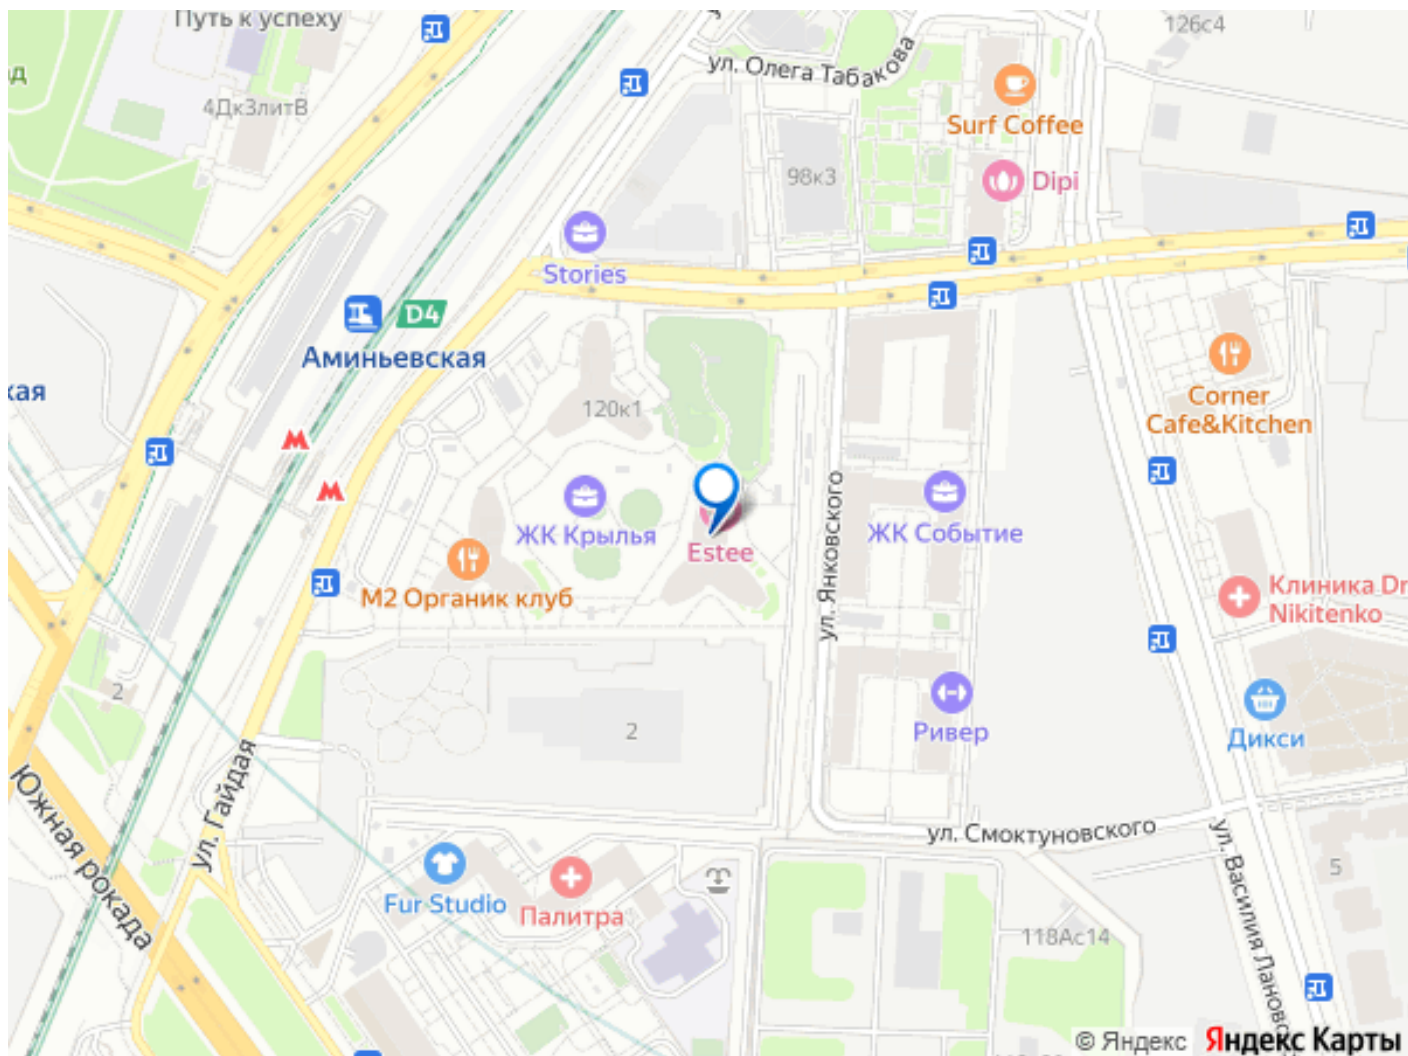 Путь к успеху
126с4
ад
ул. Олега Табакова
4Дк3литВ
Surf Coffee
98к3
Dipi
Stories
D4
Аминьевская
кая
120к1
Corner
Cafe&Kitchen
ЖК Крылья
Estee
ул. Янковского
ЖК Событие
М2 Органик клуб
Клиника Dr
Nikitenko
2
2
Ривер
Дикси
Южная рокада
ул. Гайдая
ул. Смоктуновского
ул. Василия Лановс
5
Fur Studio
Палитра
118Ас14
© Яндекс Яндекс Карты